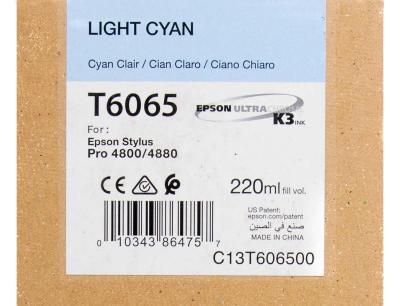 LIGHT CYAN
Cyan Clair / Cian Claro / Ciano Chiaro
T6065
EPSON ULTRACHROME
K3 INK
For :
Epson Stylus
Pro 4800/4880
CE
220ml fill vol.
US Patent:
epson.com/patent
صنع في الصين
MADE IN CHINA
0 10343 86475 7
C13T606500